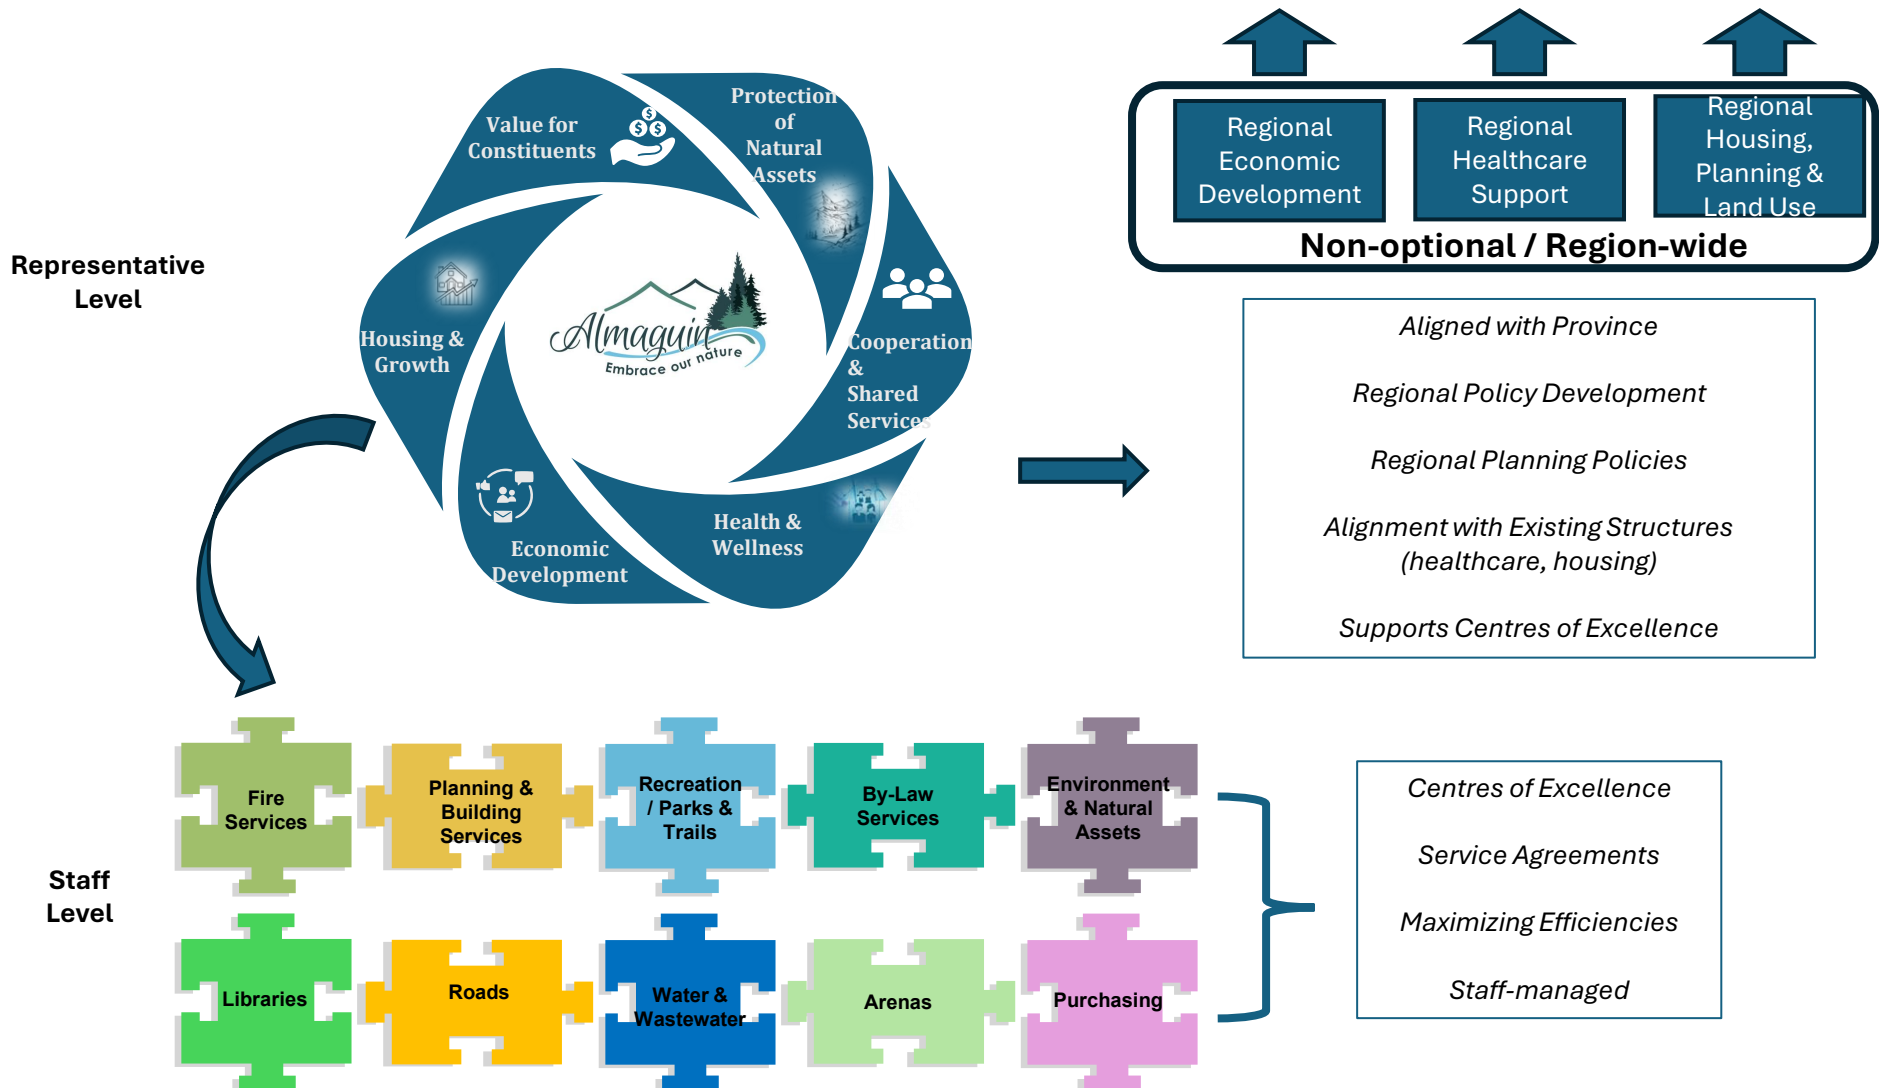 Representative
Level
Value for
Constituents
Protection
of
Natural
Assets
Cooperation
&
Shared
Services
Health &
Wellness
Economic
Development
Housing &
Growth
Almaguin
Embrace our nature
Regional
Economic
Development
Regional
Healthcare
Support
Regional
Housing,
Planning &
Land Use
Non-optional / Region-wide
Aligned with Province
Regional Policy Development
Regional Planning Policies
Alignment with Existing Structures
(healthcare, housing)
Supports Centres of Excellence
Staff
Level
Fire
Services
Planning &
Building
Services
Recreation
/ Parks &
Trails
By-Law
Services
Environment
& Natural
Assets
Libraries
Roads
Water &
Wastewater
Arenas
Purchasing
Centres of Excellence
Service Agreements
Maximizing Efficiencies
Staff-managed